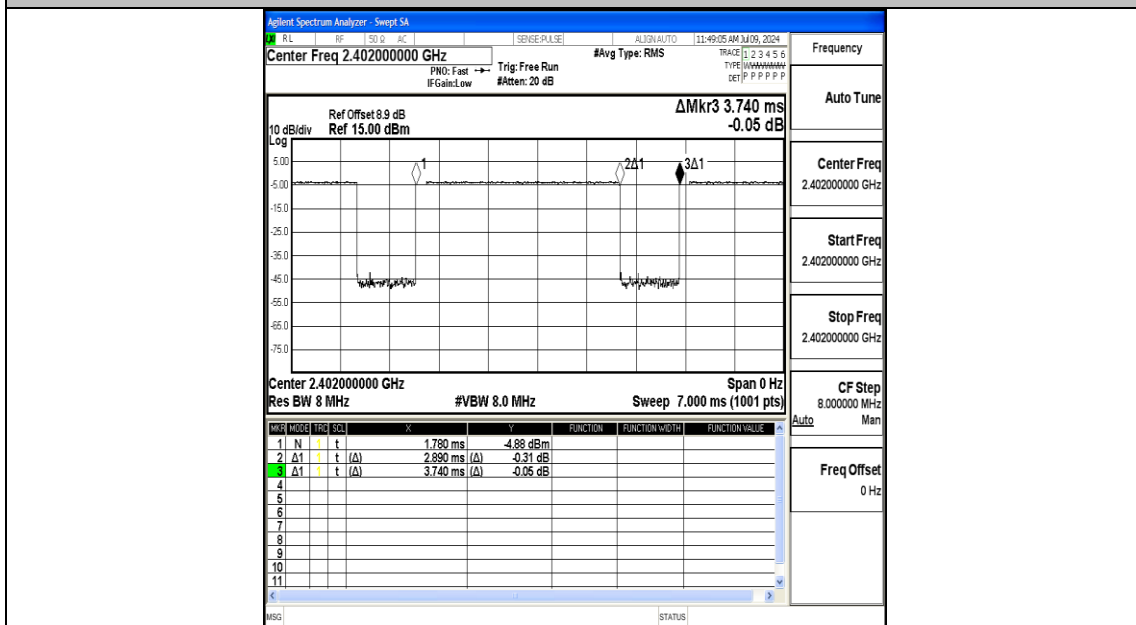 Agilent Spectrum Analyzer - Swept SA
RL RF 50 Ω AC SENSE:PULSE ALIGN AUTO 11:49:05 AM Jul 09, 2024
Center Freq 2.402000000 GHz
PNO: Fast
IFGain:Low
Trig: Free Run
#Atten: 20 dB
#Avg Type: RMS
TRACE 1 2 3 4 5 6
TYPE
DET P P P P P P
ΔMkr3 3.740 ms
-0.05 dB
Ref Offset 8.9 dB
10 dB/div Ref 15.00 dBm
Log
5.00
-5.00
-15.0
-25.0
-35.0
-45.0
-55.0
-65.0
-75.0
1
2Δ1
3Δ1
Center 2.402000000 GHz Span 0 Hz
Res BW 8 MHz #VBW 8.0 MHz Sweep 7.000 ms (1001 pts)
MKR MODE TRC SCL X Y FUNCTION FUNCTION WIDTH FUNCTION VALUE
1 N 1 t 1.780 ms -4.88 dBm
2 Δ1 1 t (Δ) 2.890 ms (Δ) -0.31 dB
3 Δ1 1 t (Δ) 3.740 ms (Δ) -0.05 dB
4
5
6
7
8
9
10
11
MSG STATUS
Frequency
Auto Tune
Center Freq
2.402000000 GHz
Start Freq
2.402000000 GHz
Stop Freq
2.402000000 GHz
CF Step
8.000000 MHz
Auto Man
Freq Offset
0 Hz